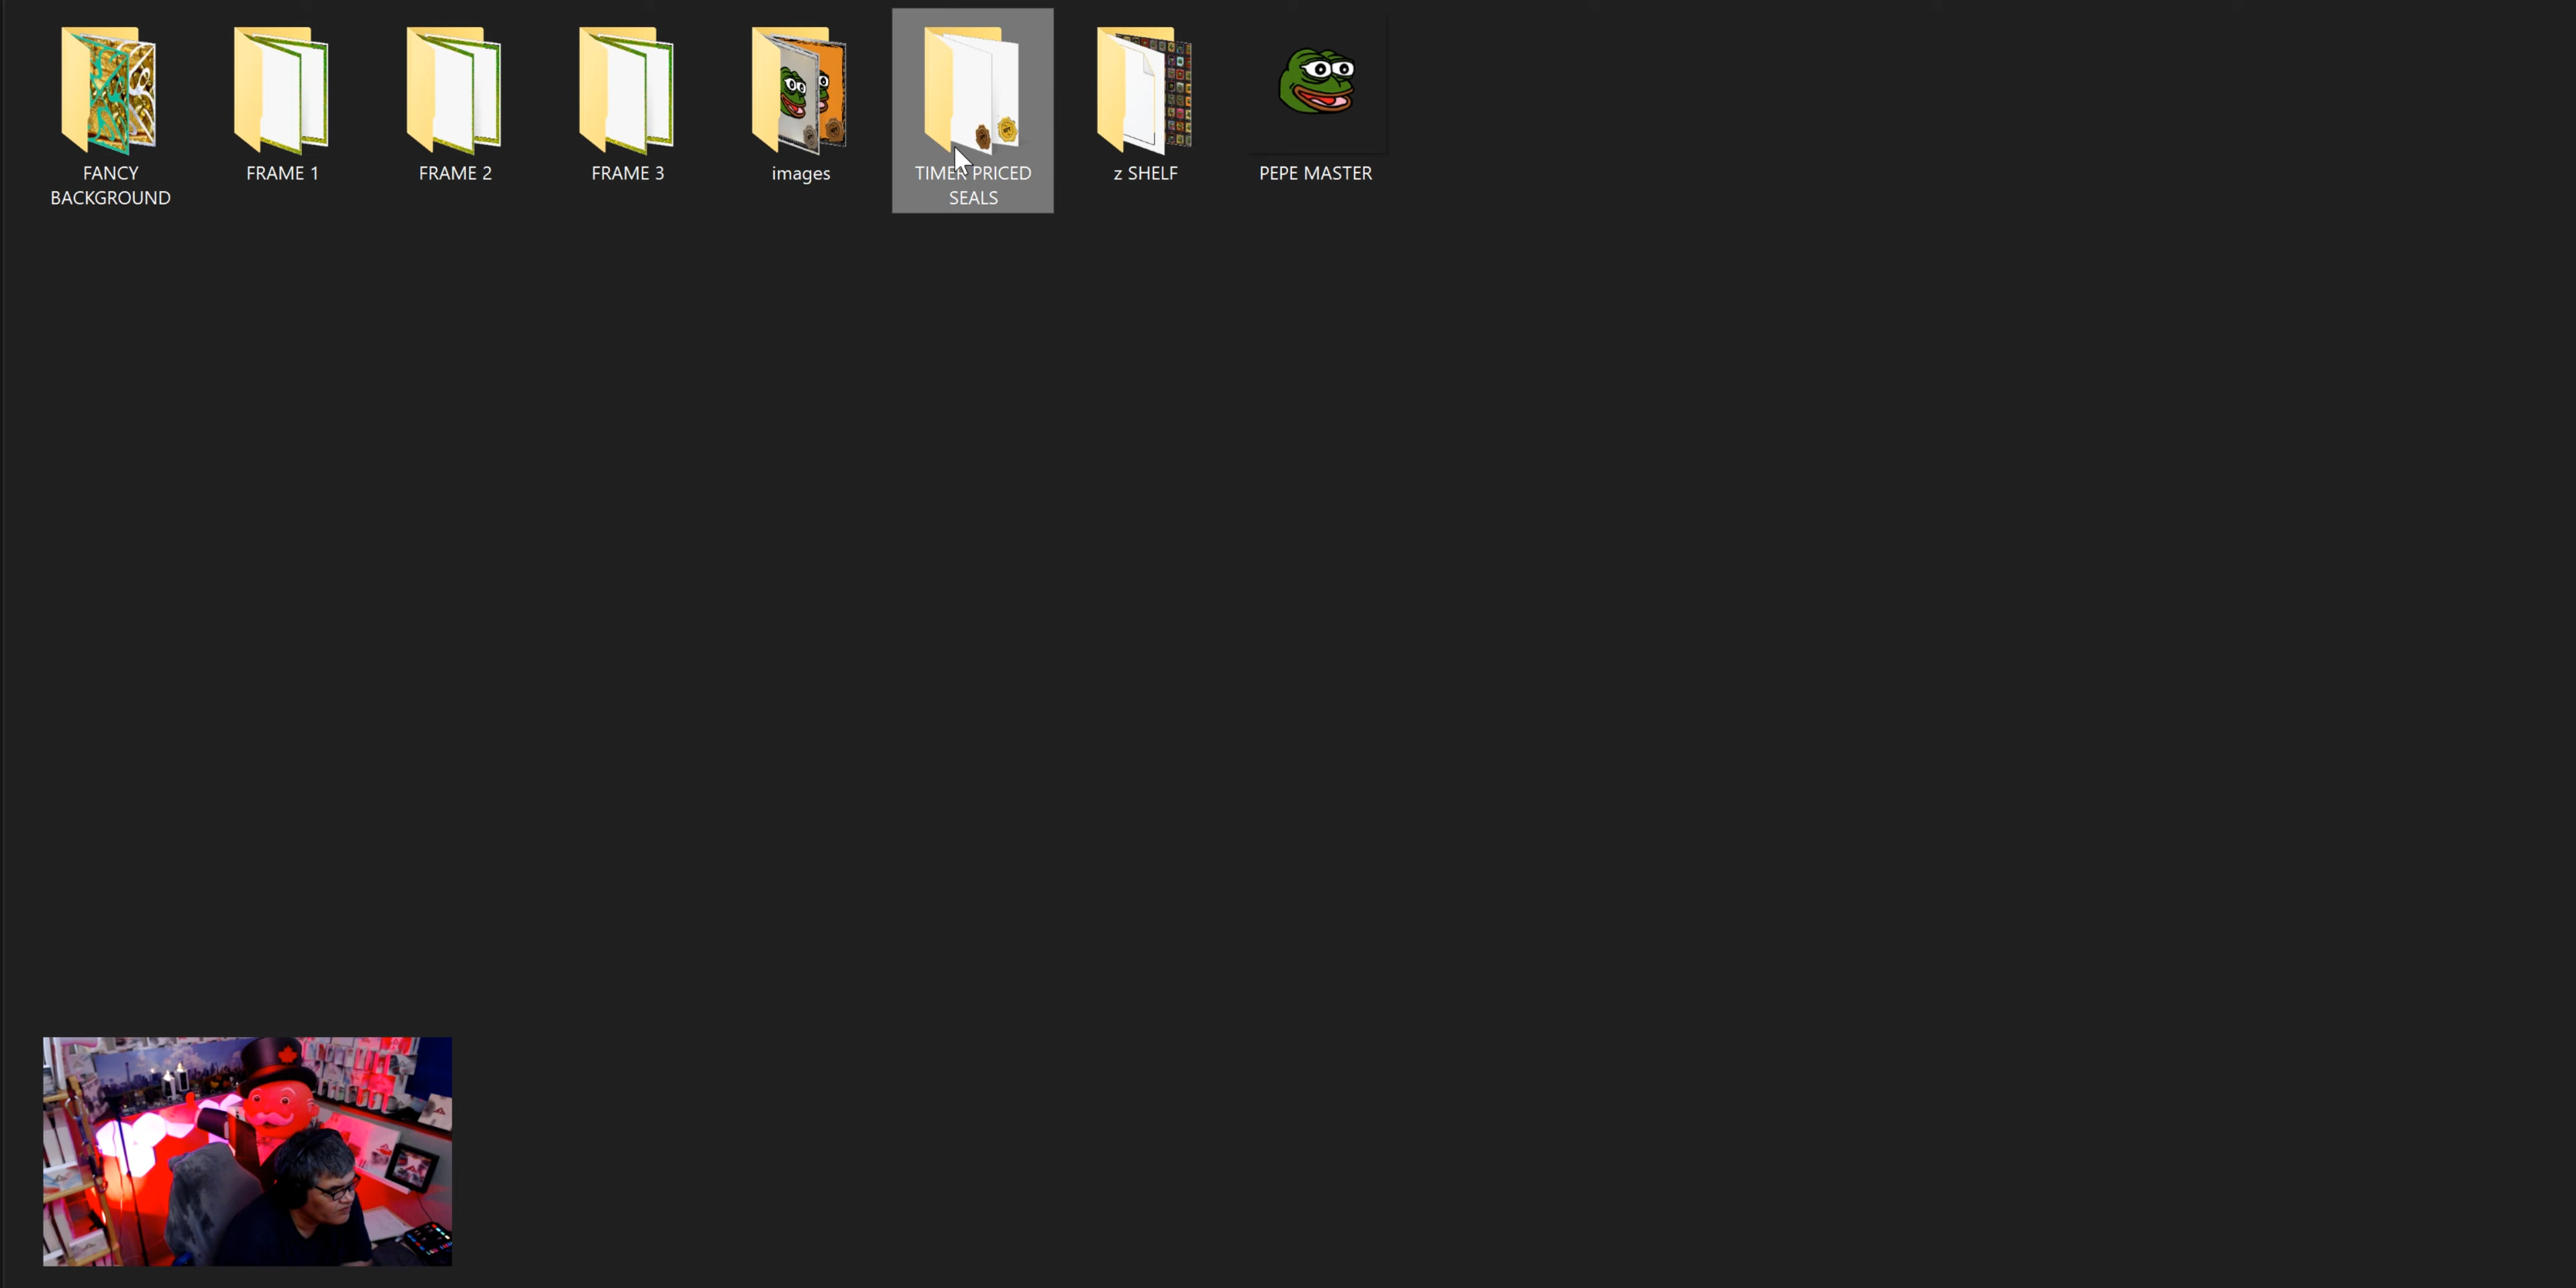 FANCY
BACKGROUND
FRAME 1
FRAME 2
FRAME 3
images
TIMER PRICED
SEALS
z SHELF
PEPE MASTER